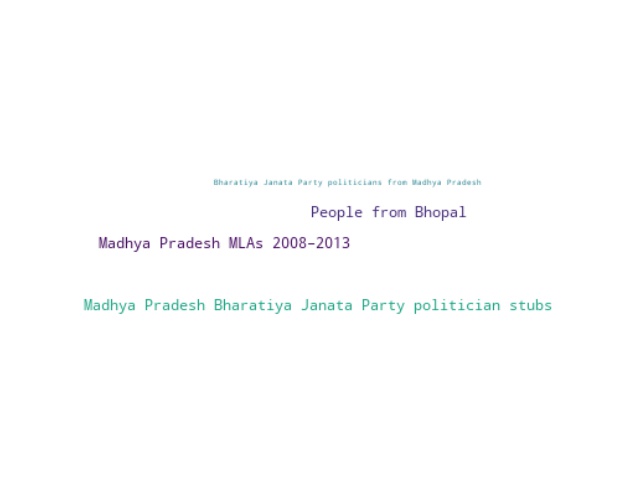 Bharatiya Janata Party politicians from Madhya Pradesh
People from Bhopal
Madhya Pradesh MLAs 2008–2013
Madhya Pradesh Bharatiya Janata Party politician stubs